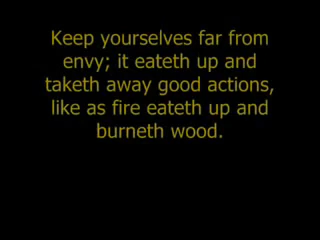 Keep yourselves far from
envy; it eateth up and
taketh away good actions,
like as fire eateth up and
burneth wood.